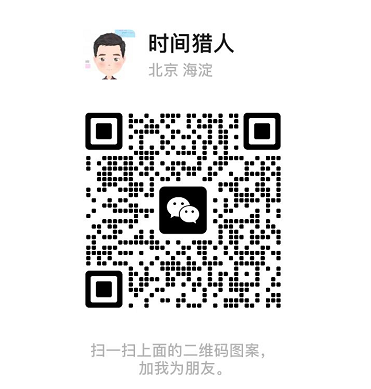 时间猎人
北京 海淀
扫一扫上面的二维码图案，
加我为朋友。